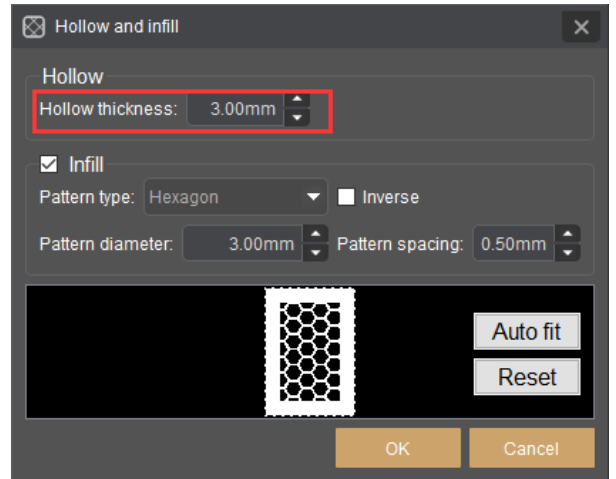 Hollow and infill
Hollow
Hollow thickness: 3.00mm
Infill
Pattern type: Hexagon Inverse
Pattern diameter: 3.00mm Pattern spacing: 0.50mm
Auto fit
Reset
OK Cancel